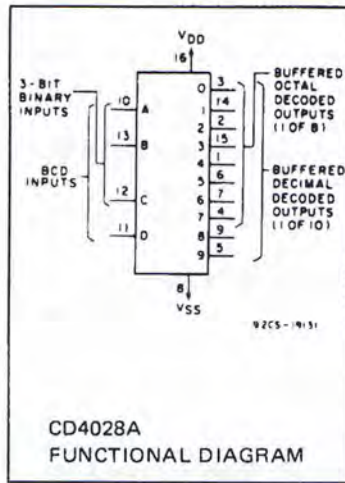 VDD
16
3-BIT
BINARY
INPUTS
BCD
INPUTS
10 A
13 B
12 C
11 D
0 3
1 14
2 2
3 15
4 1
5 6
6 7
7 4
8 9
9 5
BUFFERED
OCTAL
DECODED
OUTPUTS
(1 OF 8)
BUFFERED
DECIMAL
DECODED
OUTPUTS
(1 OF 10)
8
VSS
92CS-19131
CD4028A
FUNCTIONAL DIAGRAM